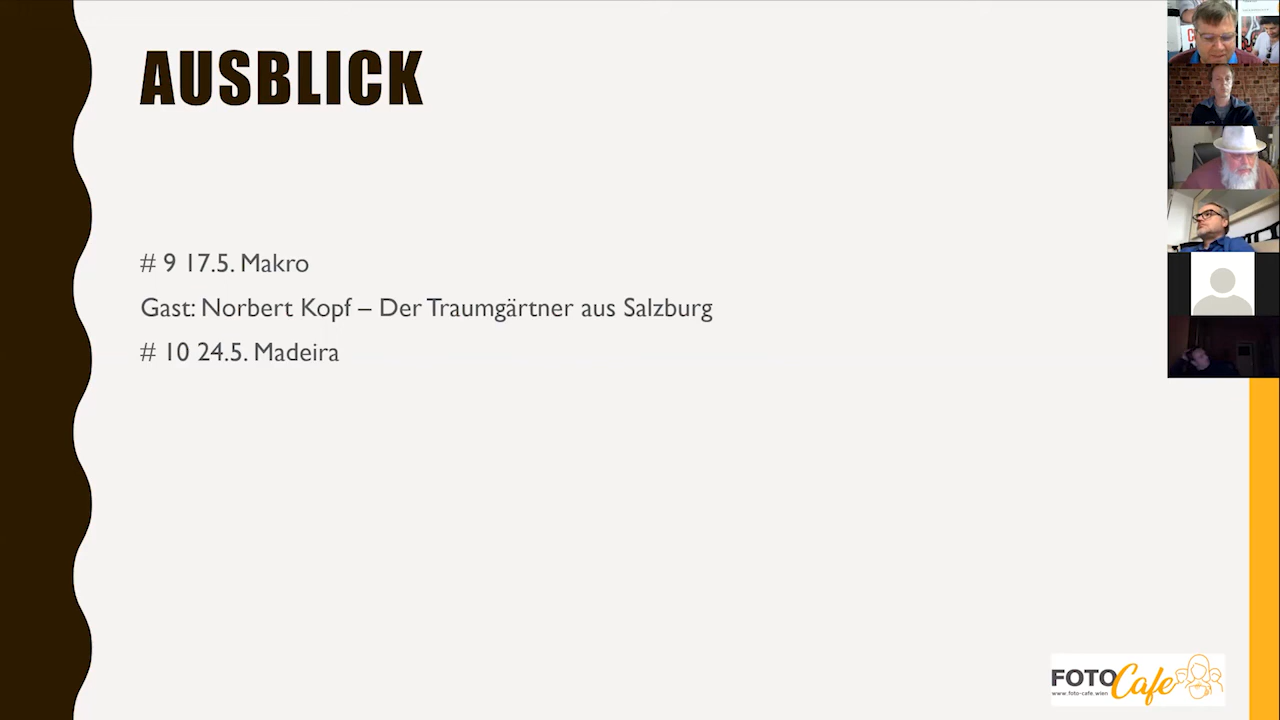 AUSBLICK
# 9 17.5. Makro
Gast: Norbert Kopf – Der Traumgärtner aus Salzburg
# 10 24.5. Madeira
FOTO Cafe
www.foto-cafe.wien